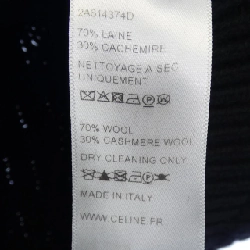 2AS14374D
70% LAINE
30% CACHEMIRE
NETTOYAGE A SEC
UNIQUEMENT
70% WOOL
30% CASHMERE WOOL
DRY CLEANING ONLY
MADE IN ITALY
WWW.CELINE.FR